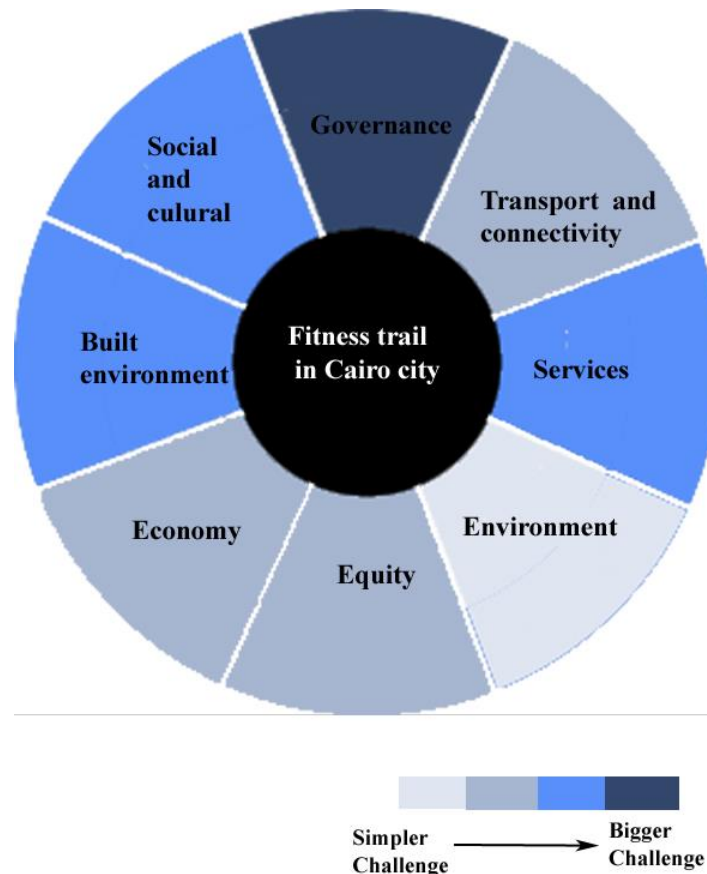 Governance
Social
and
culural
Transport and
connectivity
Built
environment
Fitness trail
in Cairo city
Services
Economy
Equity
Environment
Simpler
Challenge
Bigger
Challenge